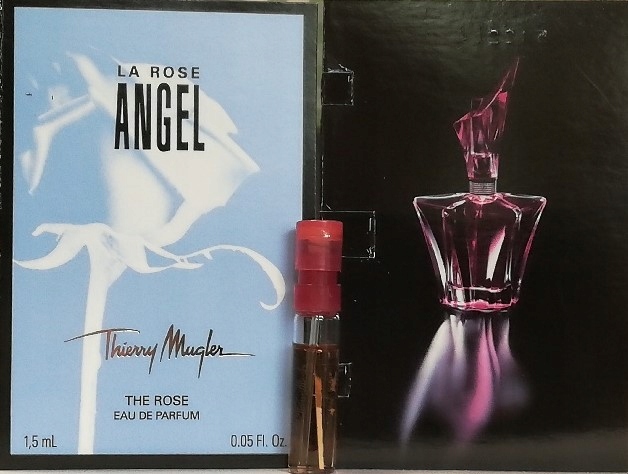 LA ROSE
ANGEL
Thierry Mugler
THE ROSE
EAU DE PARFUM
1,5 mL 0.05 Fl. Oz.